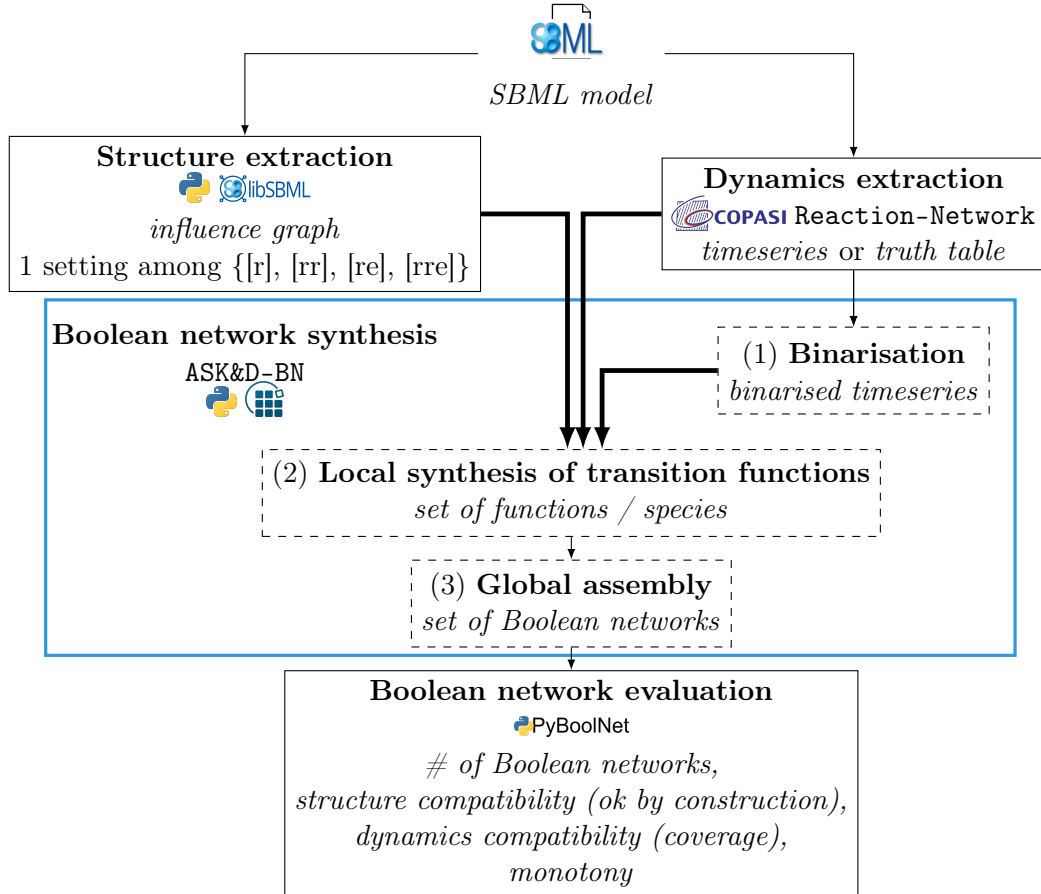 SBML
SBML model
Structure extraction
libSBML
influence graph
1 setting among {[r], [rr], [re], [rre]}
Dynamics extraction
COPASI Reaction-Network
timeseries or truth table
Boolean network synthesis
ASK&D-BN
(1) Binarisation
binarised timeseries
(2) Local synthesis of transition functions
set of functions / species
(3) Global assembly
set of Boolean networks
Boolean network evaluation
PyBoolNet
# of Boolean networks,
structure compatibility (ok by construction),
dynamics compatibility (coverage),
monotony